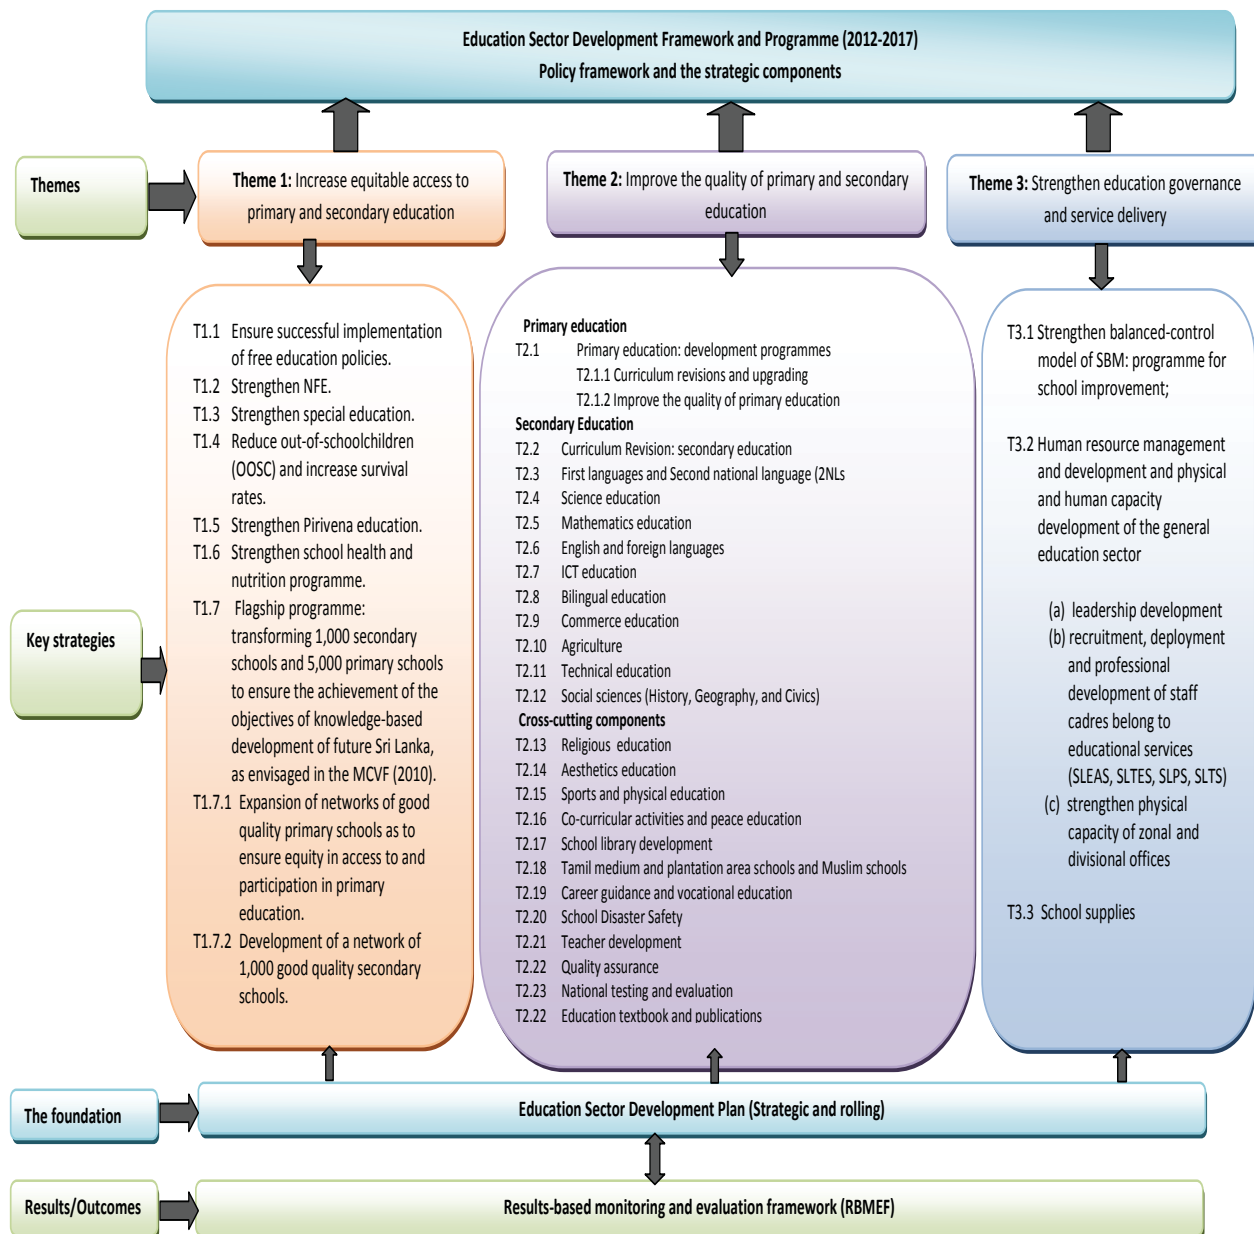 Education Sector Development Framework and Programme (2012-2017)
Policy framework and the strategic components
Themes
Theme 1: Increase equitable access to
primary and secondary education
Theme 2: Improve the quality of primary and secondary
education
Theme 3: Strengthen education governance
and service delivery
Key strategies
T1.1 Ensure successful implementation
of free education policies.
T1.2 Strengthen NFE.
T1.3 Strengthen special education.
T1.4 Reduce out-of-schoolchildren
(OOSC) and increase survival
rates.
T1.5 Strengthen Pirivena education.
T1.6 Strengthen school health and
nutrition programme.
T1.7 Flagship programme:
transforming 1,000 secondary
schools and 5,000 primary schools
to ensure the achievement of the
objectives of knowledge-based
development of future Sri Lanka,
as envisaged in the MCVF (2010).
T1.7.1 Expansion of networks of good
quality primary schools as to
ensure equity in access to and
participation in primary
education.
T1.7.2 Development of a network of
1,000 good quality secondary
schools.
Primary education
T2.1 Primary education: development programmes
T2.1.1 Curriculum revisions and upgrading
T2.1.2 Improve the quality of primary education
Secondary Education
T2.2 Curriculum Revision: secondary education
T2.3 First languages and Second national language (2NLs
T2.4 Science education
T2.5 Mathematics education
T2.6 English and foreign languages
T2.7 ICT education
T2.8 Bilingual education
T2.9 Commerce education
T2.10 Agriculture
T2.11 Technical education
T2.12 Social sciences (History, Geography, and Civics)
Cross-cutting components
T2.13 Religious education
T2.14 Aesthetics education
T2.15 Sports and physical education
T2.16 Co-curricular activities and peace education
T2.17 School library development
T2.18 Tamil medium and plantation area schools and Muslim schools
T2.19 Career guidance and vocational education
T2.20 School Disaster Safety
T2.21 Teacher development
T2.22 Quality assurance
T2.23 National testing and evaluation
T2.22 Education textbook and publications
T3.1 Strengthen balanced-control
model of SBM: programme for
school improvement;
T3.2 Human resource management
and development and physical
and human capacity
development of the general
education sector
(a) leadership development
(b) recruitment, deployment
and professional
development of staff
cadres belong to
educational services
(SLEAS, SLTES, SLPS, SLTS)
(c) strengthen physical
capacity of zonal and
divisional offices
T3.3 School supplies
The foundation
Education Sector Development Plan (Strategic and rolling)
Results/Outcomes
Results-based monitoring and evaluation framework (RBMEF)